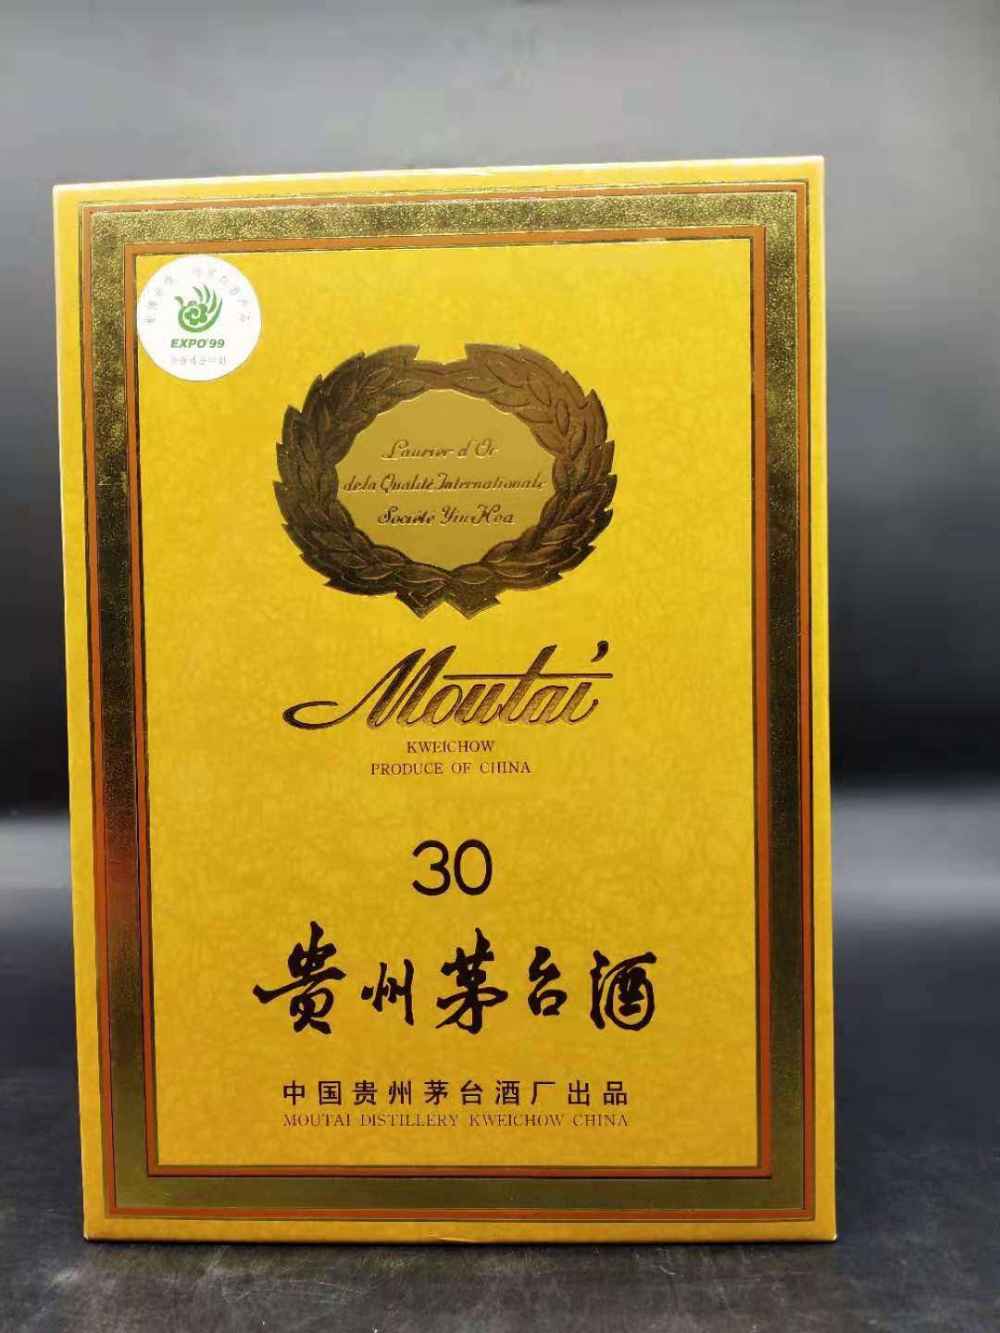 EXPO'99
Laurier d'Or
de la Qualité Internationale
Société Yin Hoa
Moutai
KWEICHOW
PRODUCE OF CHINA
30
贵州茅台酒
中国贵州茅台酒厂出品
MOUTAI DISTILLERY KWEICHOW CHINA